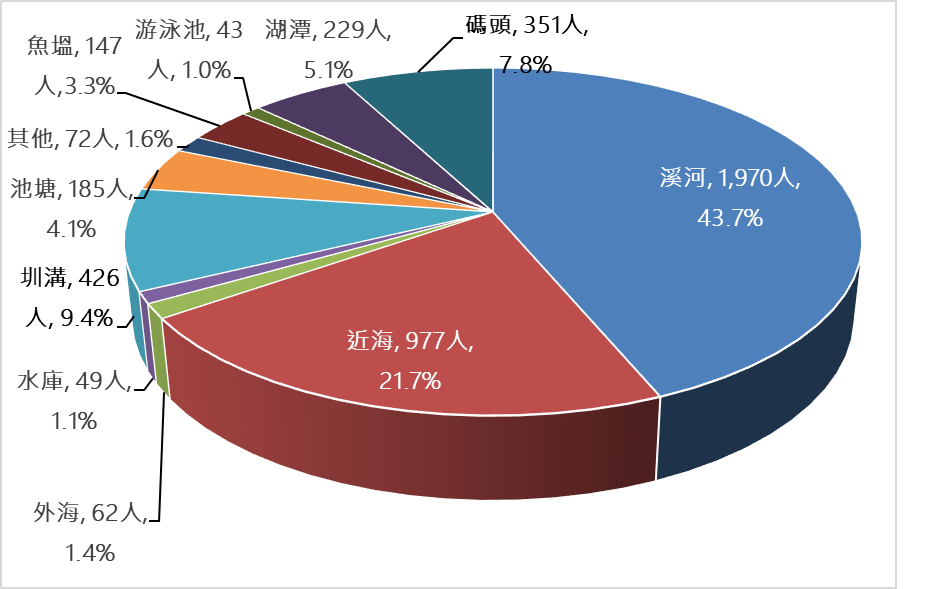 碼頭, 351人,
7.8%
游泳池, 43
人, 1.0%
湖潭, 229人,
5.1%
魚塭, 147
人,3.3%
其他, 72人, 1.6%
池塘, 185人,
4.1%
圳溝, 426
人, 9.4%
水庫, 49人,
1.1%
外海, 62人,
1.4%
溪河, 1,970人,
43.7%
近海, 977人,
21.7%